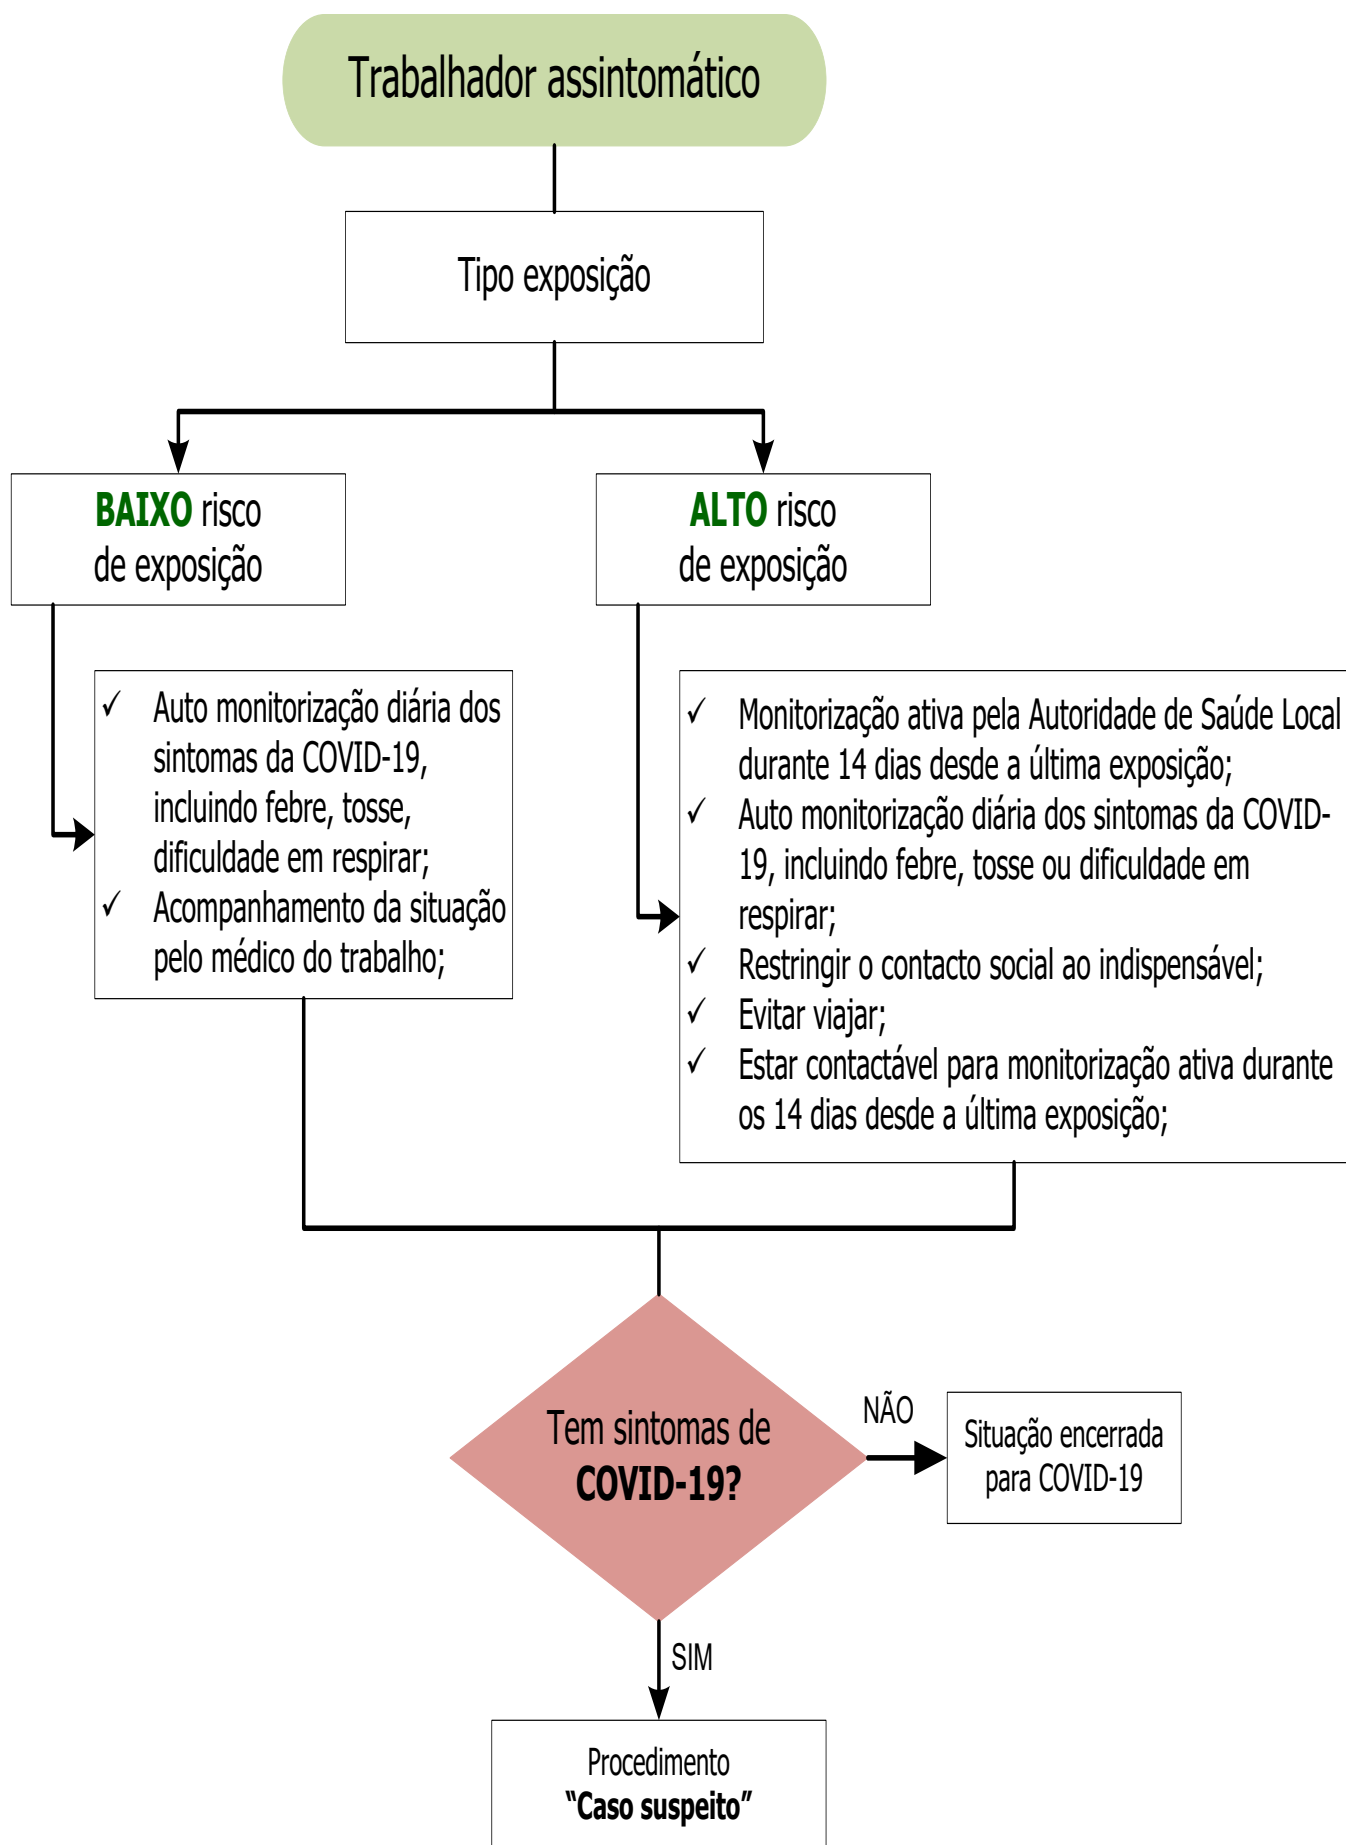 Trabalhador assintomático
Tipo exposição
BAIXO risco
de exposição
ALTO risco
de exposição
✓ Auto monitorização diária dos
sintomas da COVID-19,
incluindo febre, tosse,
dificuldade em respirar;
✓ Acompanhamento da situação
pelo médico do trabalho;
✓ Monitorização ativa pela Autoridade de Saúde Local
durante 14 dias desde a última exposição;
✓ Auto monitorização diária dos sintomas da COVID-
19, incluindo febre, tosse ou dificuldade em
respirar;
✓ Restringir o contacto social ao indispensável;
✓ Evitar viajar;
✓ Estar contactável para monitorização ativa durante
os 14 dias desde a última exposição;
Tem sintomas de
COVID-19?
NÃO
Situação encerrada
para COVID-19
SIM
Procedimento
“Caso suspeito”